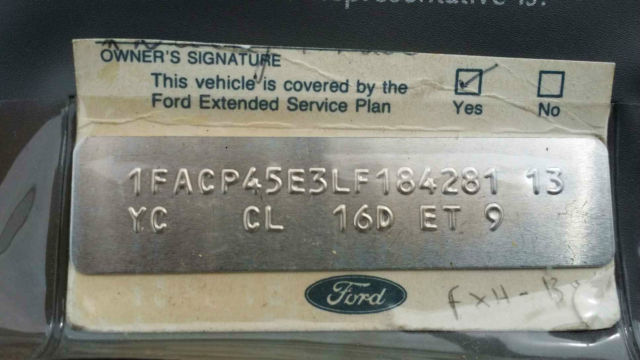 OWNER'S SIGNATURE
This vehicle is covered by the
Ford Extended Service Plan
Yes
No
1FACP45E3LF184281 13
YC CL 16D ET 9
Ford